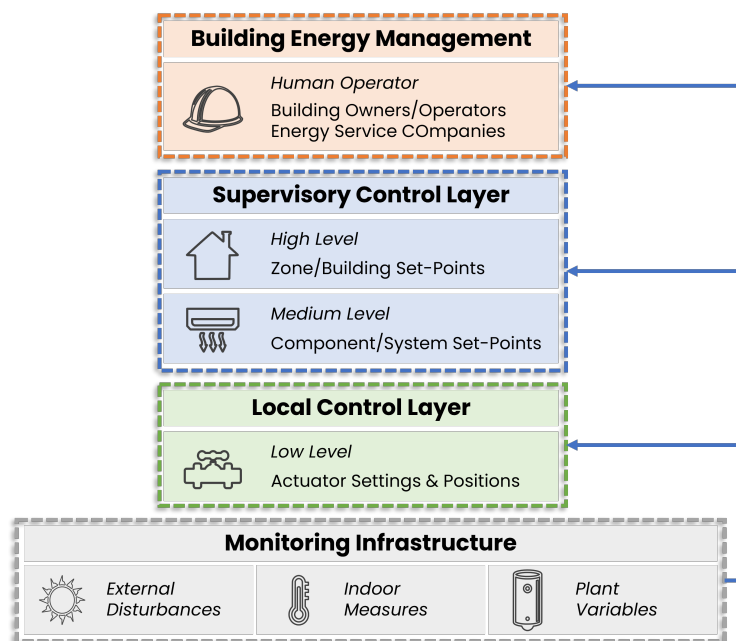 Building Energy Management
Human Operator
Building Owners/Operators
Energy Service COmpanies
Supervisory Control Layer
High Level
Zone/Building Set-Points
Medium Level
Component/System Set-Points
Local Control Layer
Low Level
Actuator Settings & Positions
Monitoring Infrastructure
External
Disturbances
Indoor
Measures
Plant
Variables